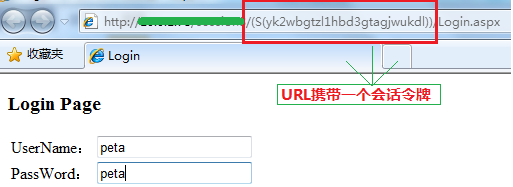 http://
/(S(yk2wbgtzl1hbd3gtagjwukdl))/Login.aspx
收藏夹
Login
URL携带一个会话令牌
Login Page
UserName: peta
PassWord: peta